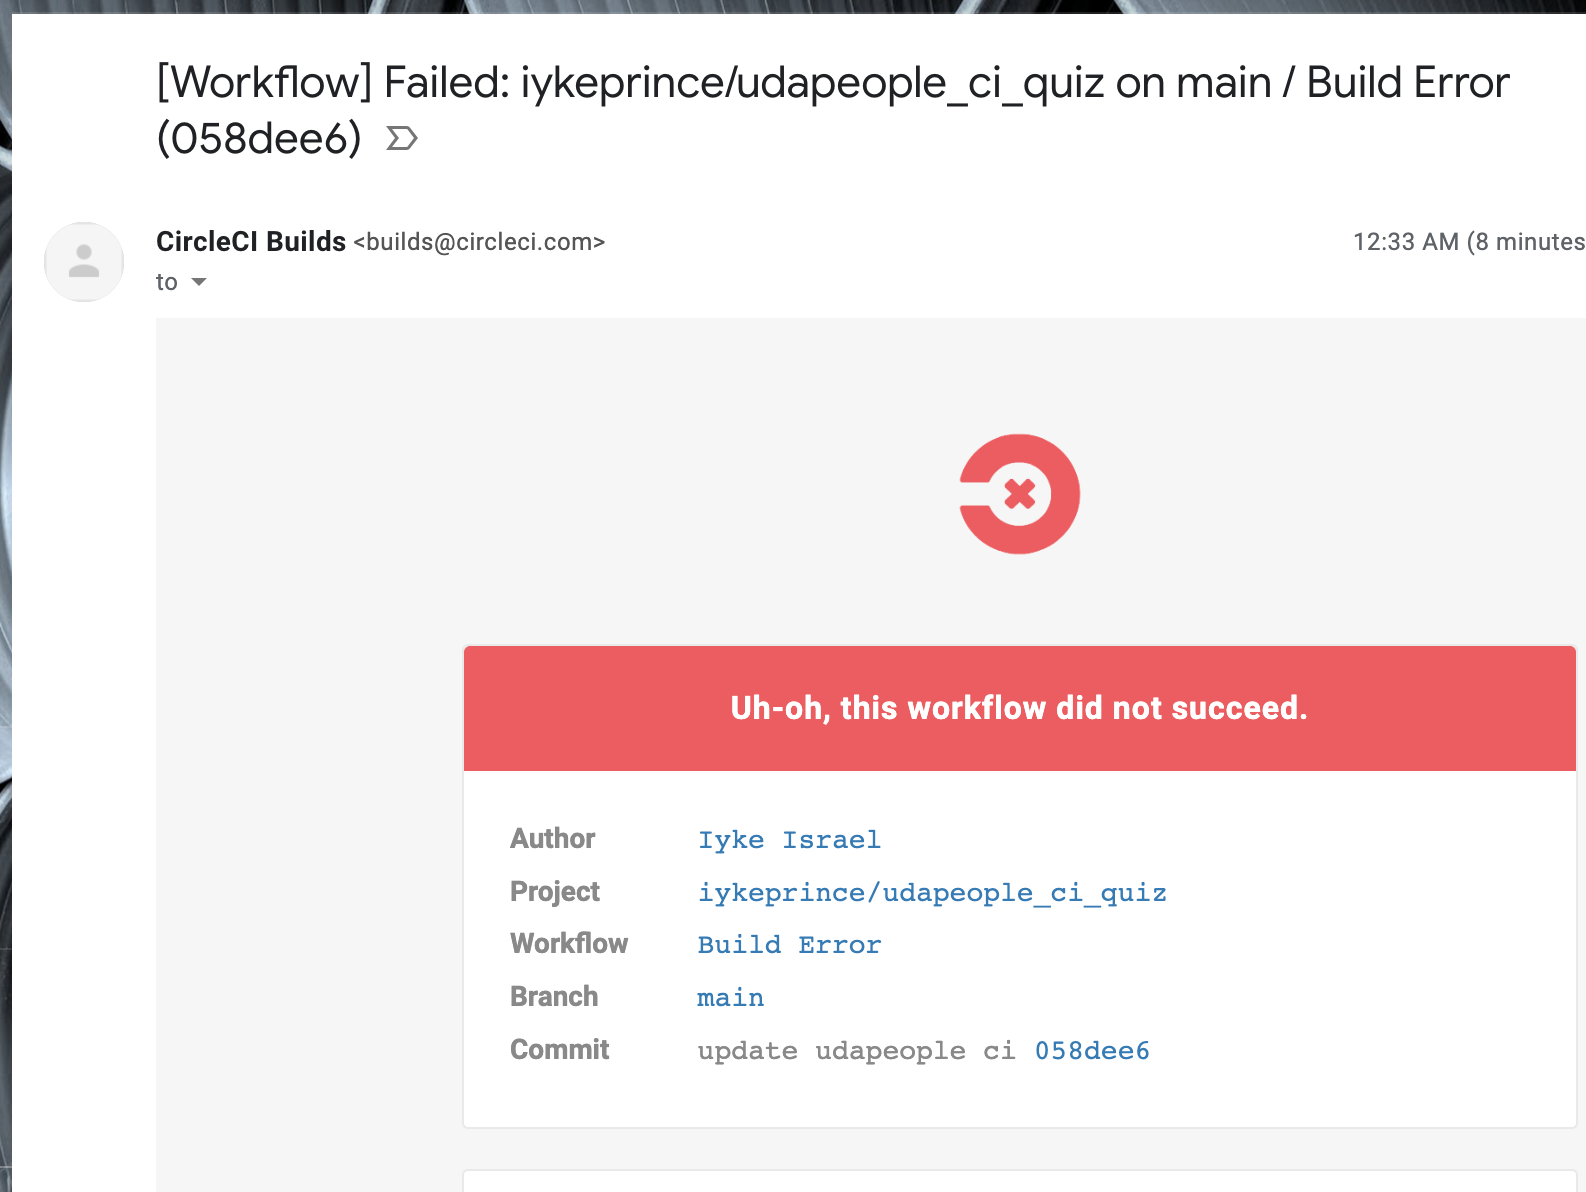 [Workflow] Failed: iykeprince/udapeople_ci_quiz on main / Build Error
(058dee6)
CircleCI Builds <builds@circleci.com>
12:33 AM (8 minutes
to
Uh-oh, this workflow did not succeed.
Author Iyke Israel
Project iykeprince/udapeople_ci_quiz
Workflow Build Error
Branch main
Commit update udapeople ci 058dee6